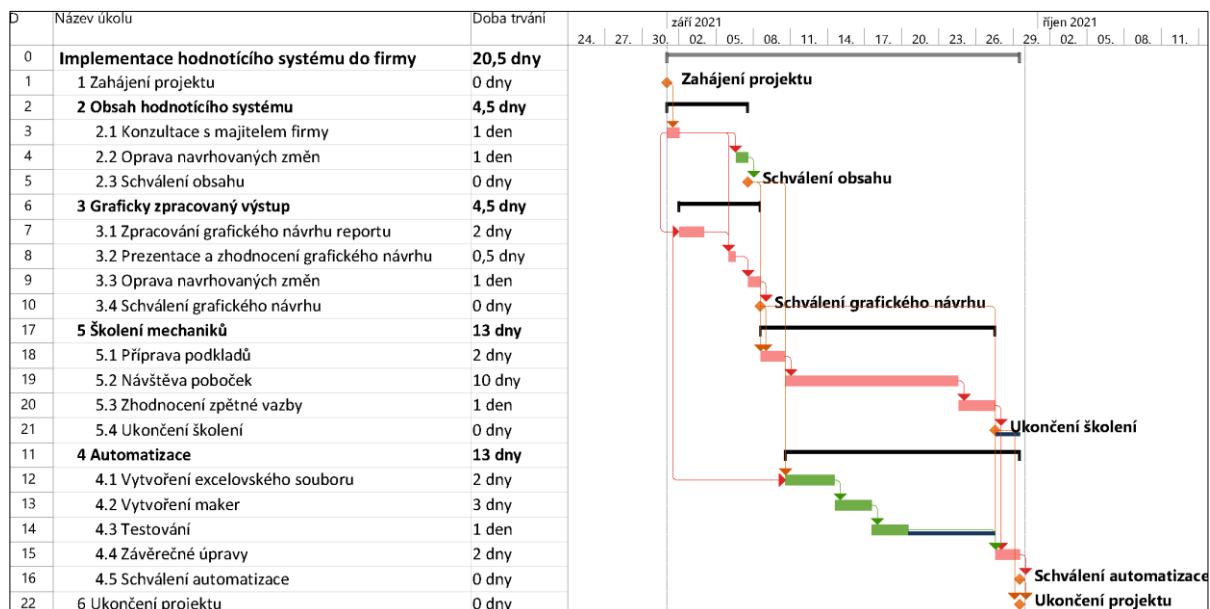 D Název úkolu Doba trvání září 2021 říjen 2021
24. 27. 30. 02. 05. 08. 11. 14. 17. 20. 23. 26. 29. 02. 05. 08. 11.
0 Implementace hodnotícího systému do firmy 20,5 dny
1 1 Zahájení projektu 0 dny Zahájení projektu
2 2 Obsah hodnotícího systému 4,5 dny
3 2.1 Konzultace s majitelem firmy 1 den
4 2.2 Oprava navrhovaných změn 1 den
5 2.3 Schválení obsahu 0 dny Schválení obsahu
6 3 Graficky zpracovaný výstup 4,5 dny
7 3.1 Zpracování grafického návrhu reportu 2 dny
8 3.2 Prezentace a zhodnocení grafického návrhu 0,5 dny
9 3.3 Oprava navrhovaných změn 1 den
10 3.4 Schválení grafického návrhu 0 dny Schválení grafického návrhu
17 5 Školení mechaniků 13 dny
18 5.1 Příprava podkladů 2 dny
19 5.2 Návštěva poboček 10 dny
20 5.3 Zhodnocení zpětné vazby 1 den
21 5.4 Ukončení školení 0 dny Ukončení školení
11 4 Automatizace 13 dny
12 4.1 Vytvoření excelovského souboru 2 dny
13 4.2 Vytvoření maker 3 dny
14 4.3 Testování 1 den
15 4.4 Závěrečné úpravy 2 dny
16 4.5 Schválení automatizace 0 dny Schválení automatizace
22 6 Ukončení projektu 0 dny Ukončení projektu